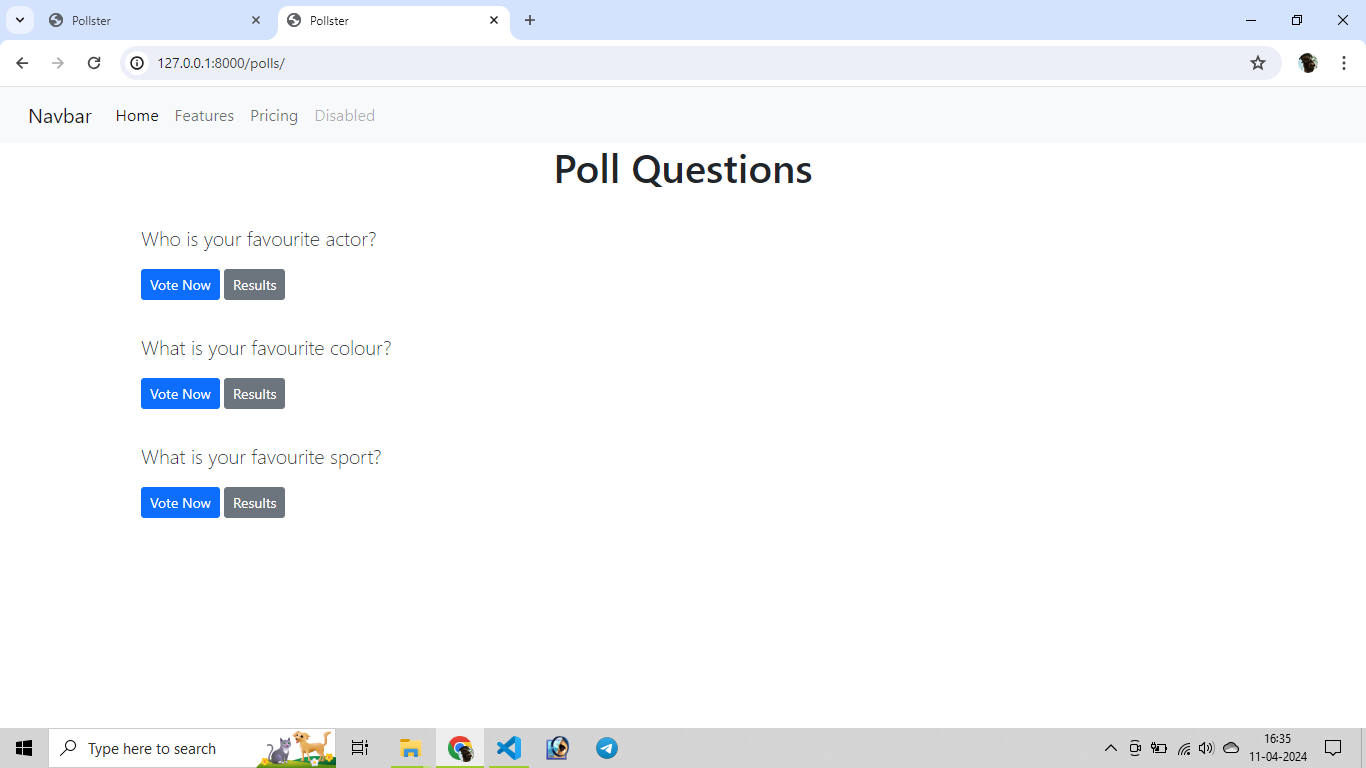 Pollster
Pollster
127.0.0.1:8000/polls/
Navbar Home Features Pricing Disabled
Poll Questions
Who is your favourite actor?
Vote Now Results
What is your favourite colour?
Vote Now Results
What is your favourite sport?
Vote Now Results
Type here to search
16:35
11-04-2024